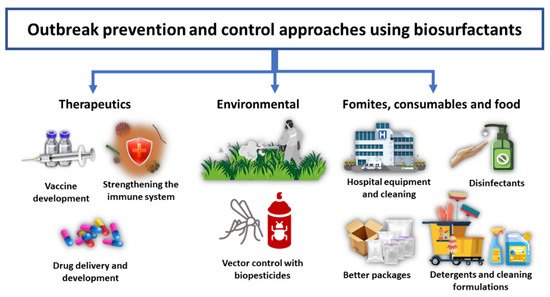 Outbreak prevention and control approaches using biosurfactants
Therapeutics
Environmental
Fomites, consumables and food
Vaccine
development
Strengthening the
immune system
Drug delivery and
development
Vector control with
biopesticides
Hospital equipment
and cleaning
Disinfectants
Better packages
Detergents and cleaning
formulations